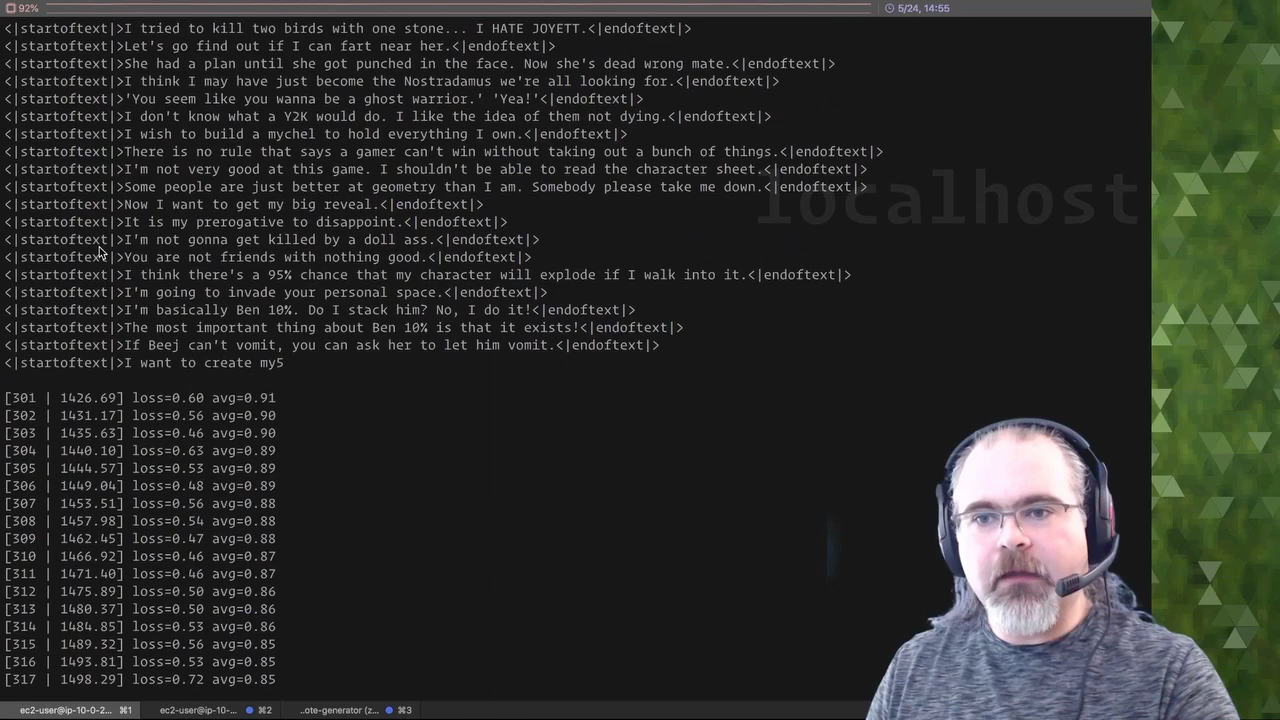 92%
5/24, 14:55
<|startoftext|>I tried to kill two birds with one stone... I HATE JOYETT.<|endoftext|>
<|startoftext|>Let's go find out if I can fart near her.<|endoftext|>
<|startoftext|>She had a plan until she got punched in the face. Now she's dead wrong mate.<|endoftext|>
<|startoftext|>I think I may have just become the Nostradamus we're all looking for.<|endoftext|>
<|startoftext|>'You seem like you wanna be a ghost warrior.' 'Yea!'<|endoftext|>
<|startoftext|>I don't know what a Y2K would do. I like the idea of them not dying.<|endoftext|>
<|startoftext|>I wish to build a mychel to hold everything I own.<|endoftext|>
<|startoftext|>There is no rule that says a gamer can't win without taking out a bunch of things.<|endoftext|>
<|startoftext|>I'm not very good at this game. I shouldn't be able to read the character sheet.<|endoftext|>
<|startoftext|>Some people are just better at geometry than I am. Somebody please take me down.<|endoftext|>
localhost
<|startoftext|>Now I want to get my big reveal.<|endoftext|>
<|startoftext|>It is my prerogative to disappoint.<|endoftext|>
<|startoftext|>I'm not gonna get killed by a doll ass.<|endoftext|>
<|startoftext|>You are not friends with nothing good.<|endoftext|>
<|startoftext|>I think there's a 95% chance that my character will explode if I walk into it.<|endoftext|>
<|startoftext|>I'm going to invade your personal space.<|endoftext|>
<|startoftext|>I'm basically Ben 10%. Do I stack him? No, I do it!<|endoftext|>
<|startoftext|>The most important thing about Ben 10% is that it exists!<|endoftext|>
<|startoftext|>If Beej can't vomit, you can ask her to let him vomit.<|endoftext|>
<|startoftext|>I want to create my5
[301 | 1426.69] loss=0.60 avg=0.91
[302 | 1431.17] loss=0.56 avg=0.90
[303 | 1435.63] loss=0.46 avg=0.90
[304 | 1440.10] loss=0.63 avg=0.89
[305 | 1444.57] loss=0.53 avg=0.89
[306 | 1449.04] loss=0.48 avg=0.89
[307 | 1453.51] loss=0.56 avg=0.88
[308 | 1457.98] loss=0.54 avg=0.88
[309 | 1462.45] loss=0.47 avg=0.88
[310 | 1466.92] loss=0.46 avg=0.87
[311 | 1471.40] loss=0.46 avg=0.87
[312 | 1475.89] loss=0.50 avg=0.86
[313 | 1480.37] loss=0.50 avg=0.86
[314 | 1484.85] loss=0.53 avg=0.86
[315 | 1489.32] loss=0.56 avg=0.85
[316 | 1493.81] loss=0.53 avg=0.85
[317 | 1498.29] loss=0.72 avg=0.85
ec2-user@ip-10-0-2... ⌘1 ec2-user@ip-10-... ⌘2 ..ote-generator (z... ⌘3